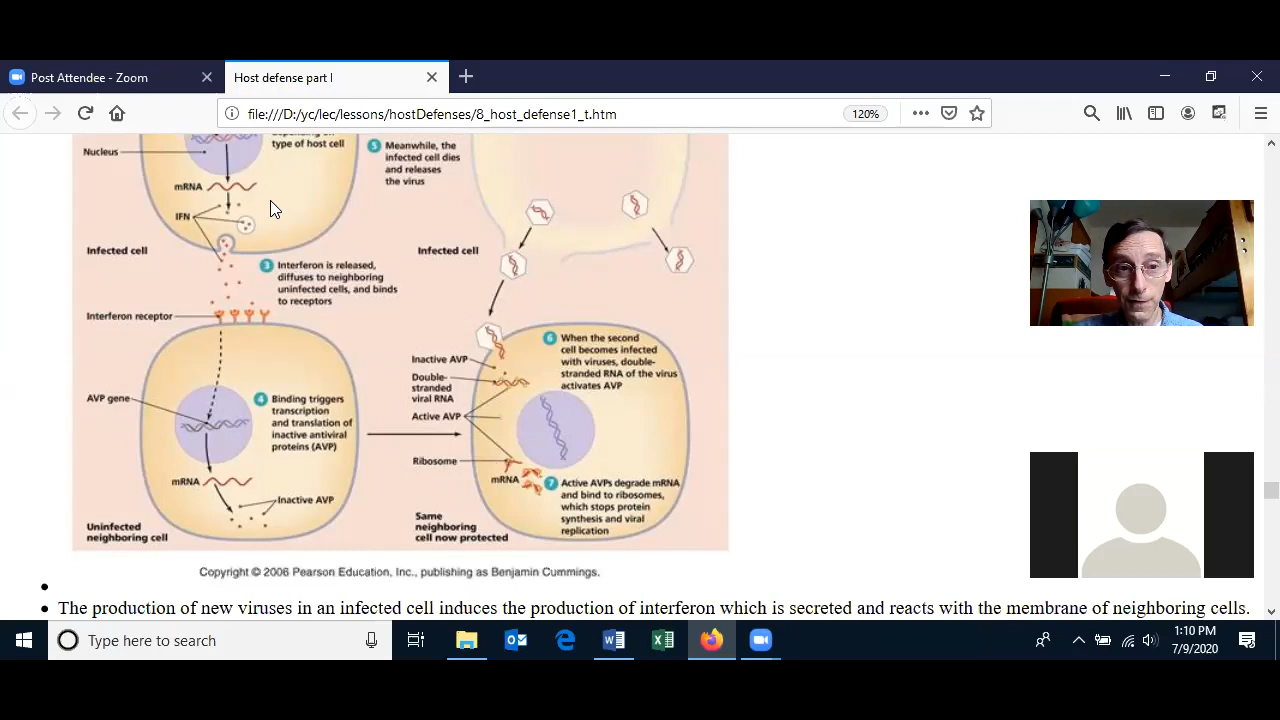 Post Attendee - Zoom
Host defense part I
file:///D:/yc/lec/lessons/hostDefenses/8_host_defense1_t.htm
120%
type of host cell
Nucleus
mRNA
IFN
Infected cell
5 Meanwhile, the
infected cell dies
and releases
the virus
Infected cell
3 Interferon is released,
diffuses to neighboring
uninfected cells, and binds
to receptors
Interferon receptor
AVP gene
4 Binding triggers
transcription
and translation of
inactive antiviral
proteins (AVP)
mRNA
Inactive AVP
Uninfected
neighboring cell
6 When the second
cell becomes infected
with viruses, double-
stranded RNA of the virus
activates AVP
Inactive AVP
Double-
stranded
viral RNA
Active AVP
Ribosome
mRNA
7 Active AVPs degrade mRNA
and bind to ribosomes,
which stops protein
synthesis and viral
replication
Same
neighboring
cell now protected
Copyright © 2006 Pearson Education, Inc., publishing as Benjamin Cummings.
The production of new viruses in an infected cell induces the production of interferon which is secreted and reacts with the membrane of neighboring cells.
Type here to search
1:10 PM
7/9/2020